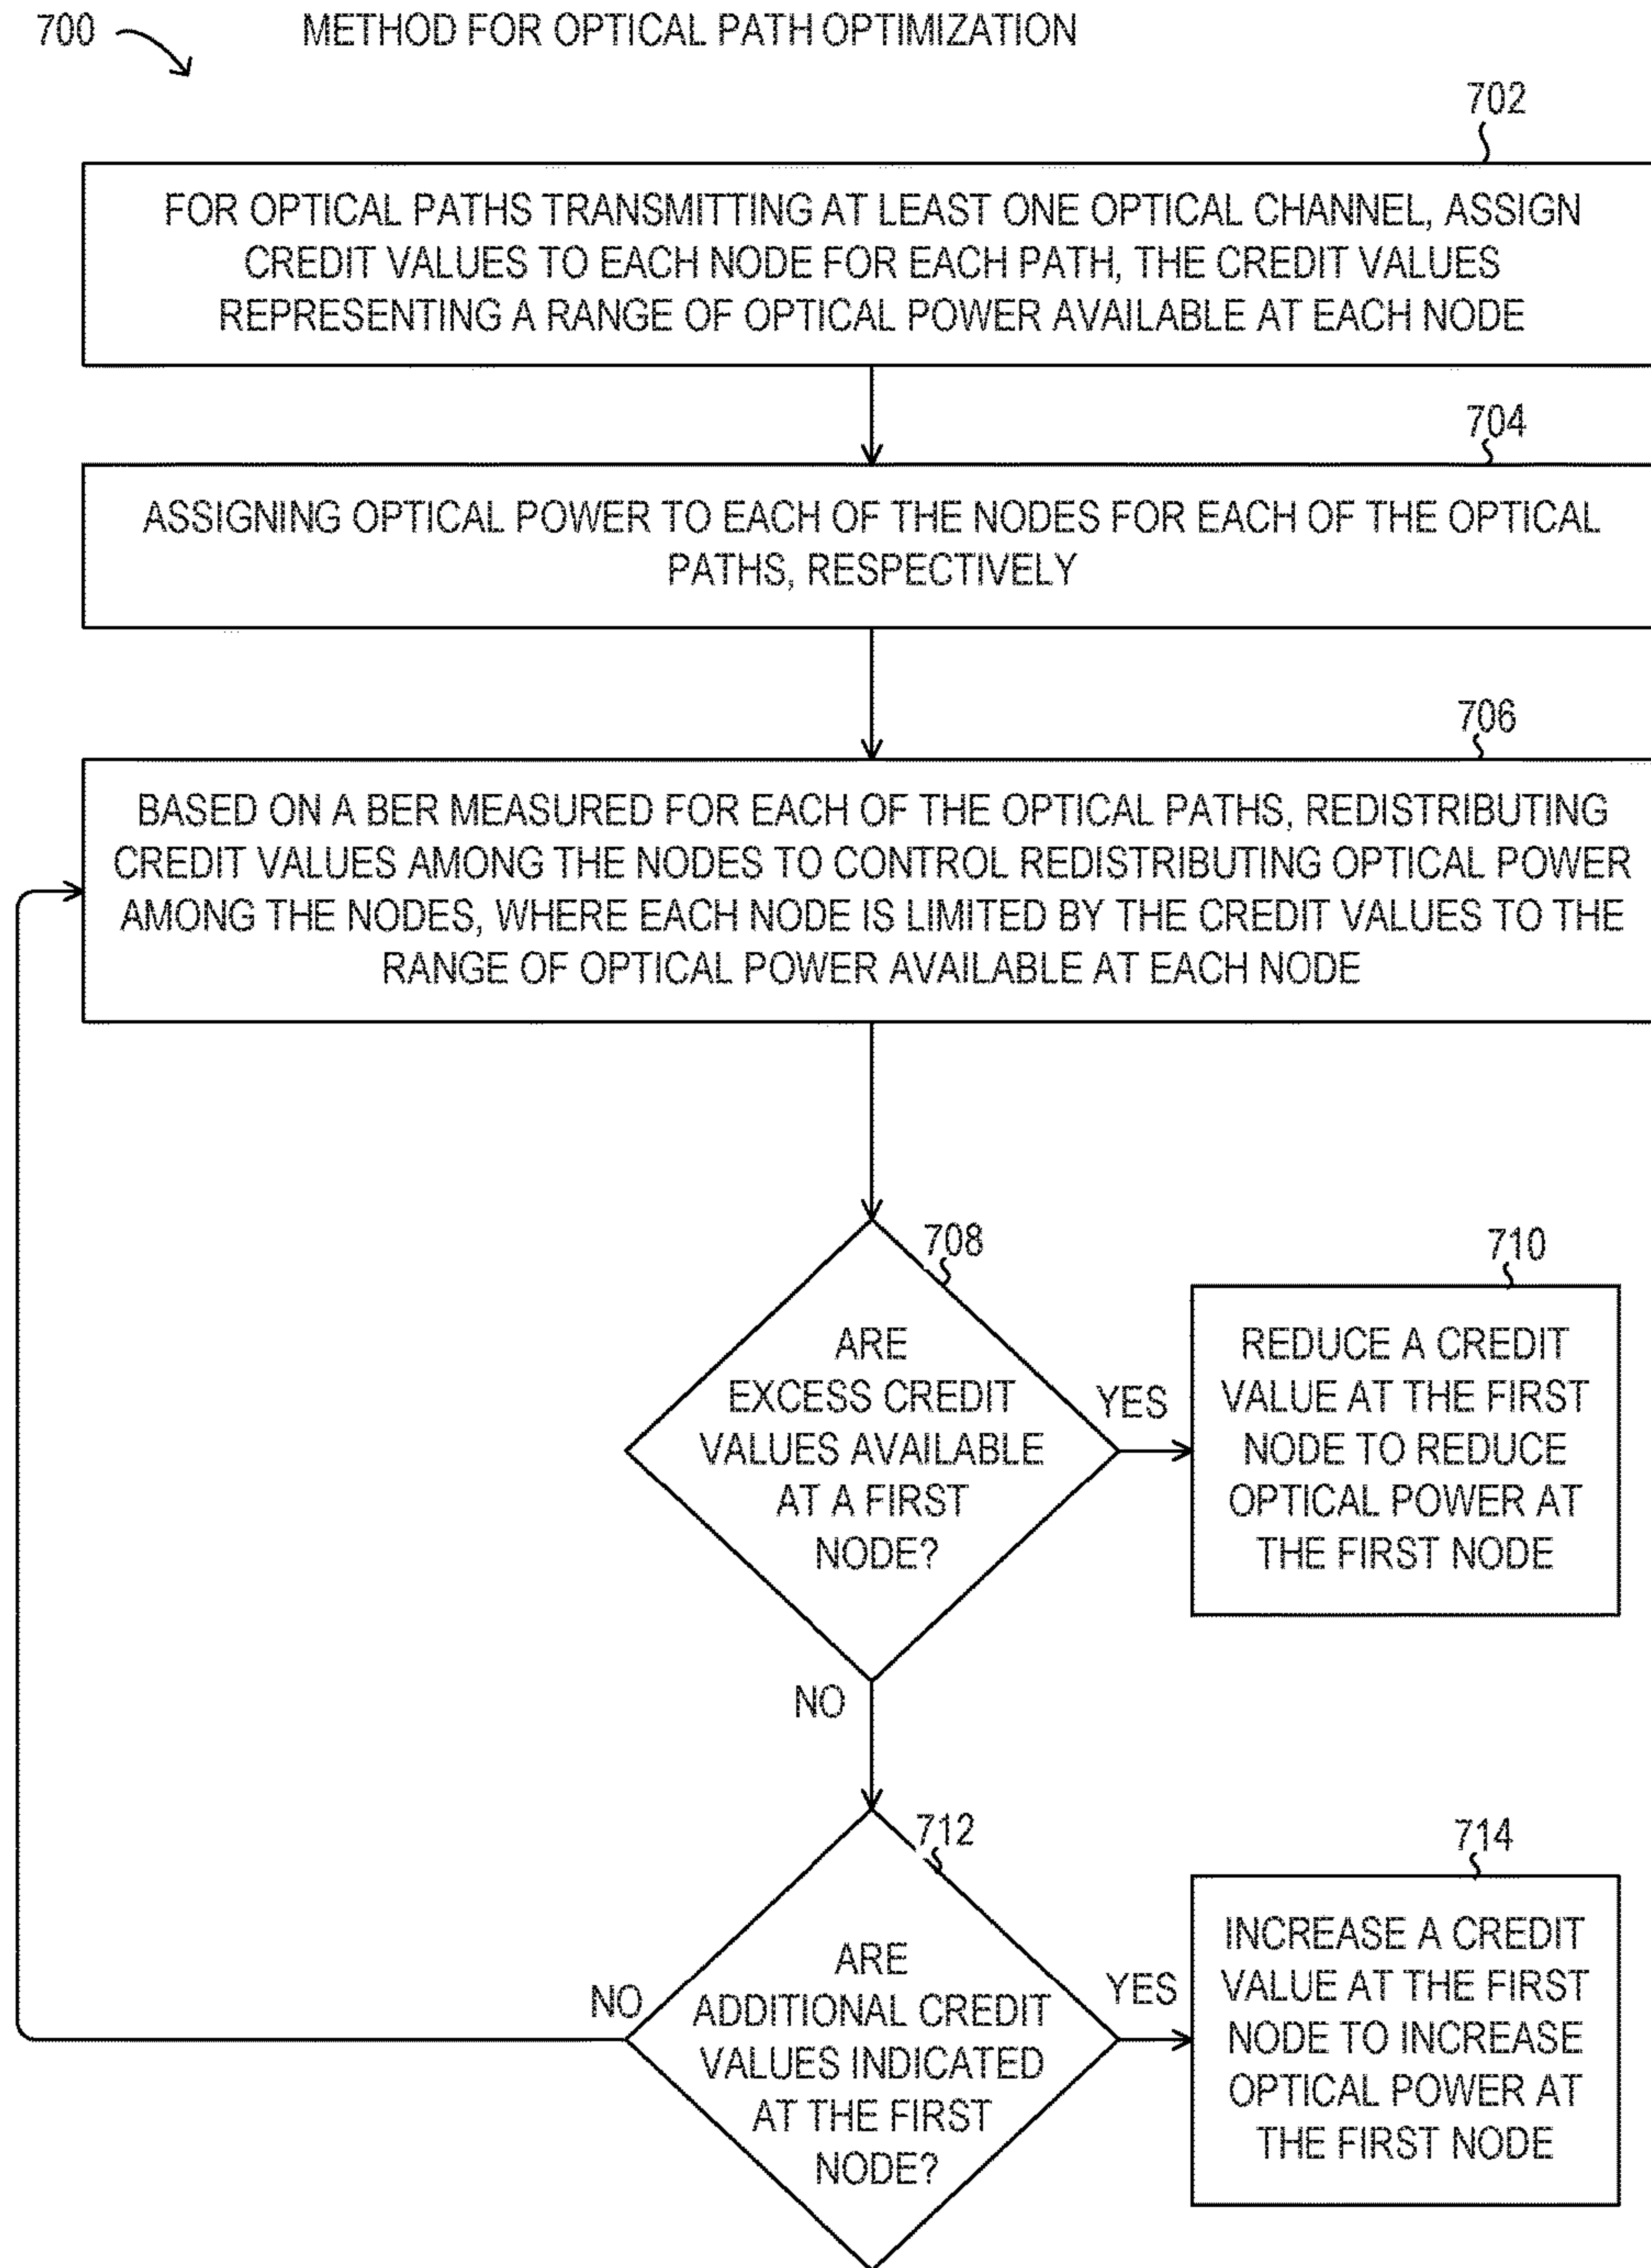 700
METHOD FOR OPTICAL PATH OPTIMIZATION
702
FOR OPTICAL PATHS TRANSMITTING AT LEAST ONE OPTICAL CHANNEL, ASSIGN
CREDIT VALUES TO EACH NODE FOR EACH PATH, THE CREDIT VALUES
REPRESENTING A RANGE OF OPTICAL POWER AVAILABLE AT EACH NODE
704
ASSIGNING OPTICAL POWER TO EACH OF THE NODES FOR EACH OF THE OPTICAL
PATHS, RESPECTIVELY
706
BASED ON A BER MEASURED FOR EACH OF THE OPTICAL PATHS, REDISTRIBUTING
CREDIT VALUES AMONG THE NODES TO CONTROL REDISTRIBUTING OPTICAL POWER
AMONG THE NODES, WHERE EACH NODE IS LIMITED BY THE CREDIT VALUES TO THE
RANGE OF OPTICAL POWER AVAILABLE AT EACH NODE
708
ARE
EXCESS CREDIT
VALUES AVAILABLE
AT A FIRST
NODE?
YES
710
REDUCE A CREDIT
VALUE AT THE FIRST
NODE TO REDUCE
OPTICAL POWER AT
THE FIRST NODE
NO
712
ARE
ADDITIONAL CREDIT
VALUES INDICATED
AT THE FIRST
NODE?
NO
YES
714
INCREASE A CREDIT
VALUE AT THE FIRST
NODE TO INCREASE
OPTICAL POWER AT
THE FIRST NODE